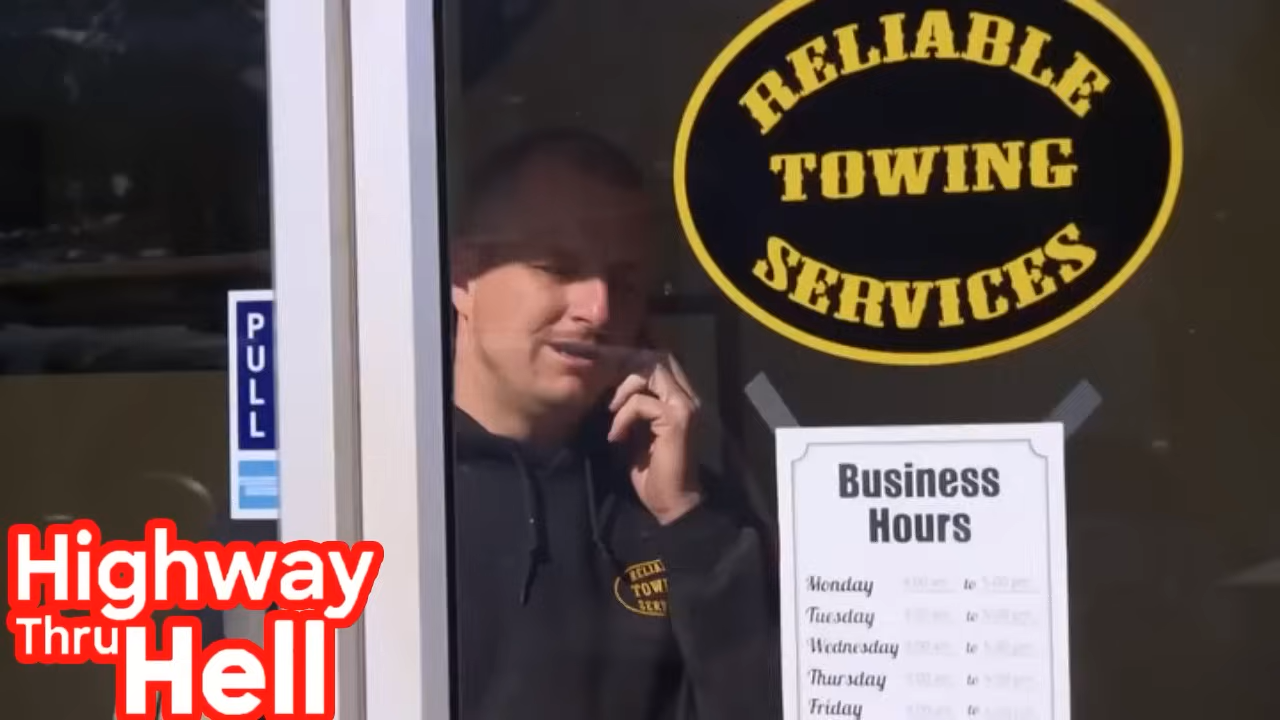 RELIABLE
TOWING
SERVICES
PULL
Business
Hours
Monday to
Tuesday to
Wednesday to
Thursday to
Friday to
TOW
Highway
Thru
Hell